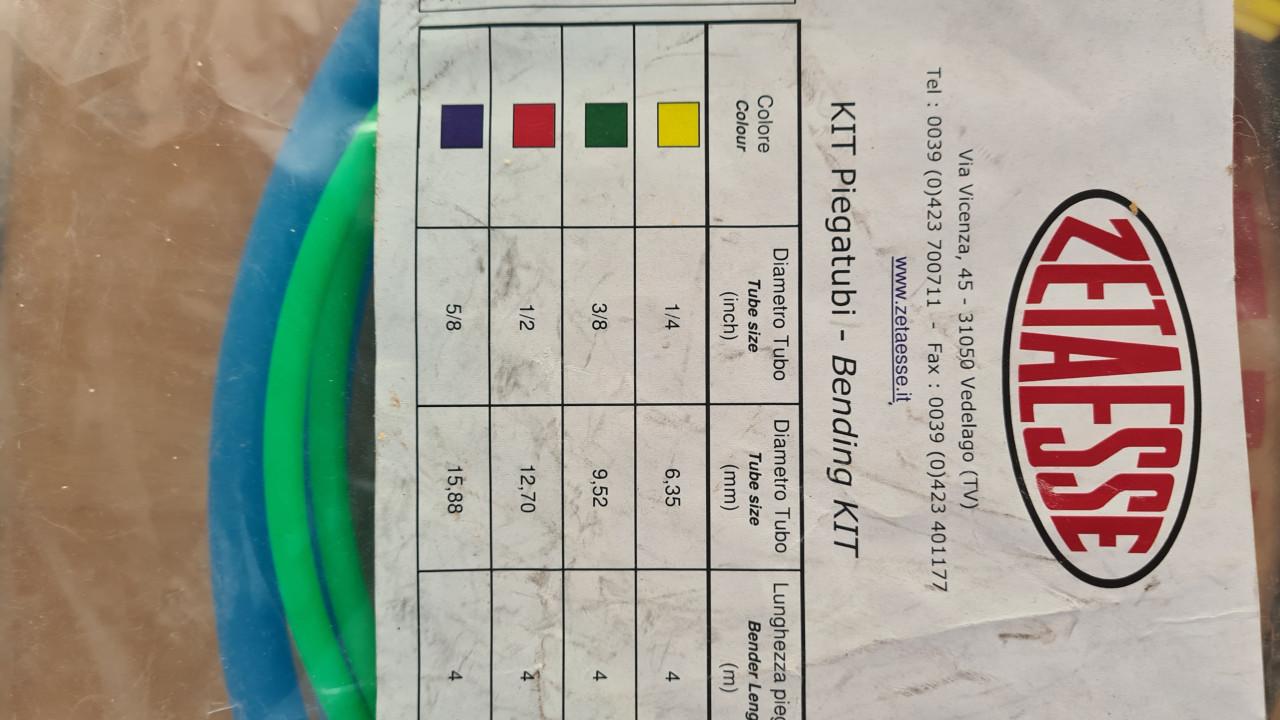 ZETAESSE
Via Vicenza, 45 - 31050 Vedelago (TV)
Tel : 0039 (0)423 700711 - Fax : 0039 (0)423 401177
www.zetaesse.it
KIT Piegatubi - Bending KIT
Colore Diametro Tubo Diametro Tubo Lunghezza
Colour Tube size Tube size Bender
(inch) (mm) (m)
1/4 6,35 4
3/8 9,52 4
1/2 12,70 4
5/8 15,88 4